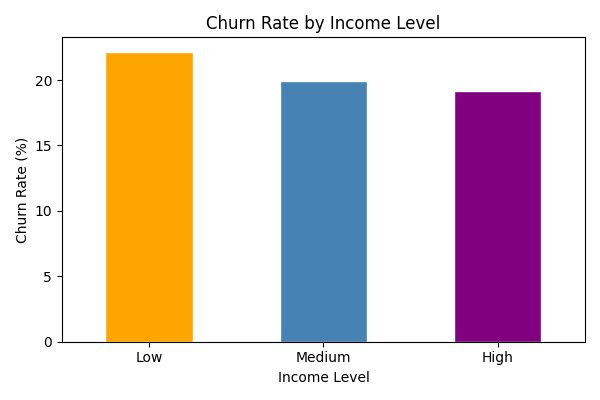 Churn Rate by Income Level
20
15
10
5
0
Churn Rate (%)
Low Medium High
Income Level